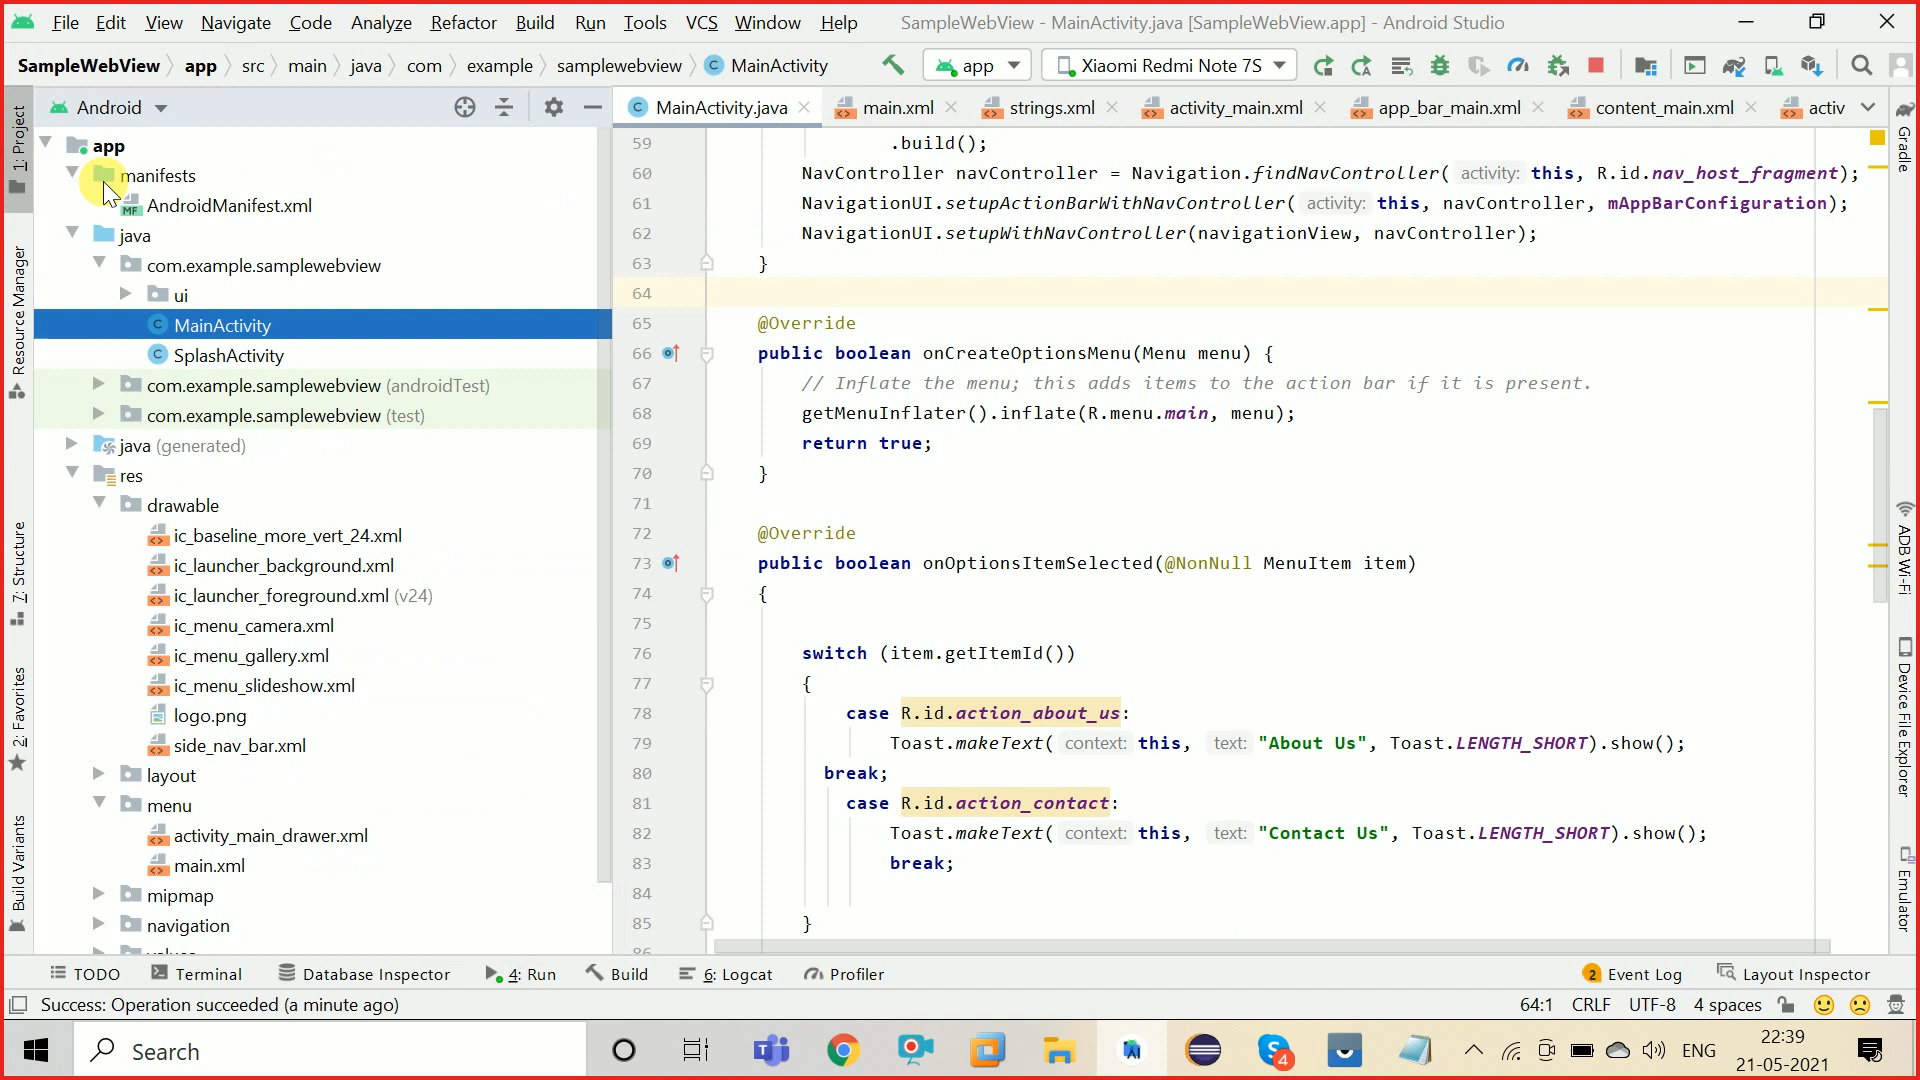 File Edit View Navigate Code Analyze Refactor Build Run Tools VCS Window Help SampleWebView - MainActivity.java [SampleWebView.app] - Android Studio
SampleWebView app src main java com example samplewebview MainActivity app Xiaomi Redmi Note 7S
Android
MainActivity.java main.xml strings.xml activity_main.xml app_bar_main.xml content_main.xml activ
1: Project
Resource Manager
7: Structure
2: Favorites
Build Variants
app
manifests
AndroidManifest.xml
java
com.example.samplewebview
ui
MainActivity
SplashActivity
com.example.samplewebview (androidTest)
com.example.samplewebview (test)
java (generated)
res
drawable
ic_baseline_more_vert_24.xml
ic_launcher_background.xml
ic_launcher_foreground.xml (v24)
ic_menu_camera.xml
ic_menu_gallery.xml
ic_menu_slideshow.xml
logo.png
side_nav_bar.xml
layout
menu
activity_main_drawer.xml
main.xml
mipmap
navigation
59 .build();
60 NavController navController = Navigation.findNavController( activity: this, R.id.nav_host_fragment);
61 NavigationUI.setupActionBarWithNavController( activity: this, navController, mAppBarConfiguration);
62 NavigationUI.setupWithNavController(navigationView, navController);
63 }
64
65 @Override
66 public boolean onCreateOptionsMenu(Menu menu) {
67 // Inflate the menu; this adds items to the action bar if it is present.
68 getMenuInflater().inflate(R.menu.main, menu);
69 return true;
70 }
71
72 @Override
73 public boolean onOptionsItemSelected(@NonNull MenuItem item)
74 {
75
76 switch (item.getItemId())
77 {
78 case R.id.action_about_us:
79 Toast.makeText( context: this, text: "About Us", Toast.LENGTH_SHORT).show();
80 break;
81 case R.id.action_contact:
82 Toast.makeText( context: this, text: "Contact Us", Toast.LENGTH_SHORT).show();
83 break;
84
85 }
Gradle
ADB Wi-Fi
Device File Explorer
Emulator
TODO Terminal Database Inspector 4: Run Build 6: Logcat Profiler 2 Event Log Layout Inspector
Success: Operation succeeded (a minute ago) 64:1 CRLF UTF-8 4 spaces
Search 4 ENG 22:39
21-05-2021